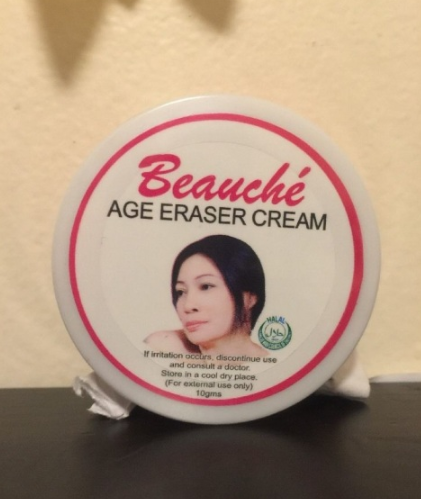 Beauché
AGE ERASER CREAM
HALAL
If irritation occurs, discontinue use
and consult a doctor.
Store in a cool dry place.
(For external use only)
10gms